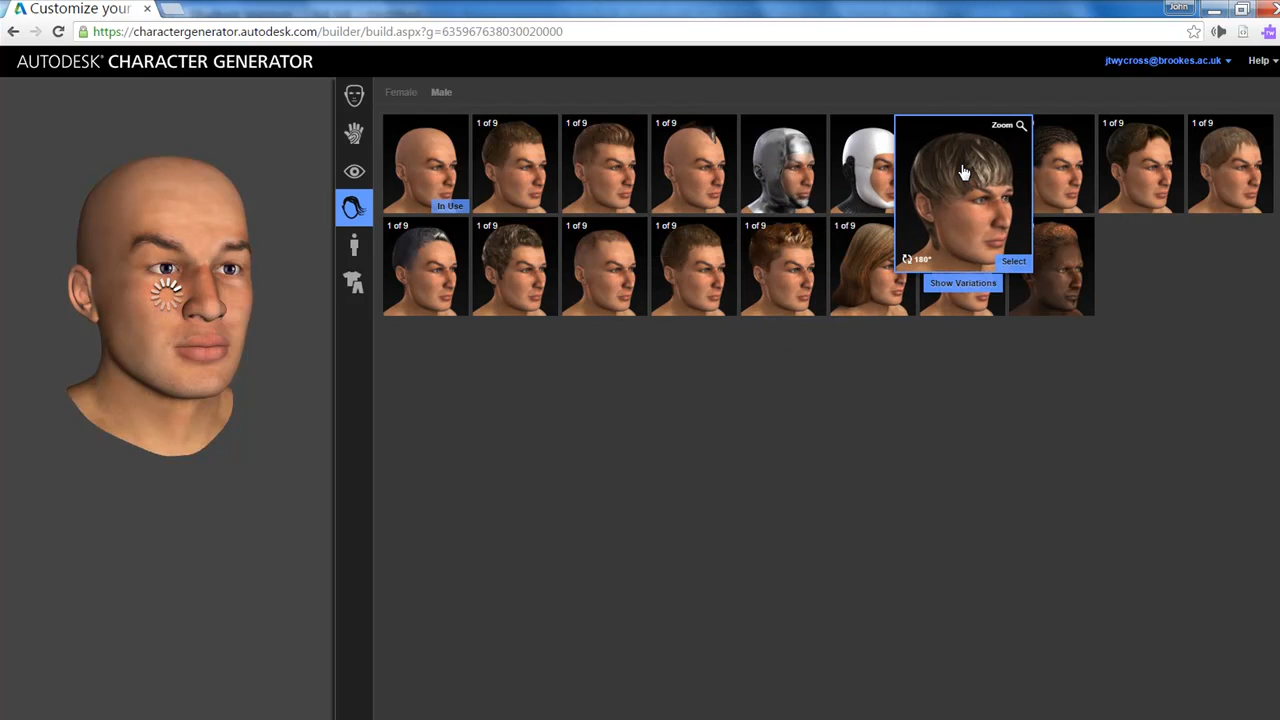 Customize your
John
https://charactergenerator.autodesk.com/builder/build.aspx?g=635967638030020000
AUTODESK® CHARACTER GENERATOR
jtwycross@brookes.ac.uk
Help
Female Male
1 of 9
1 of 9
1 of 9
Zoom
1 of 9
1 of 9
In Use
1 of 9
1 of 9
1 of 9
1 of 9
1 of 9
1 of 9
180°
Select
Show Variations